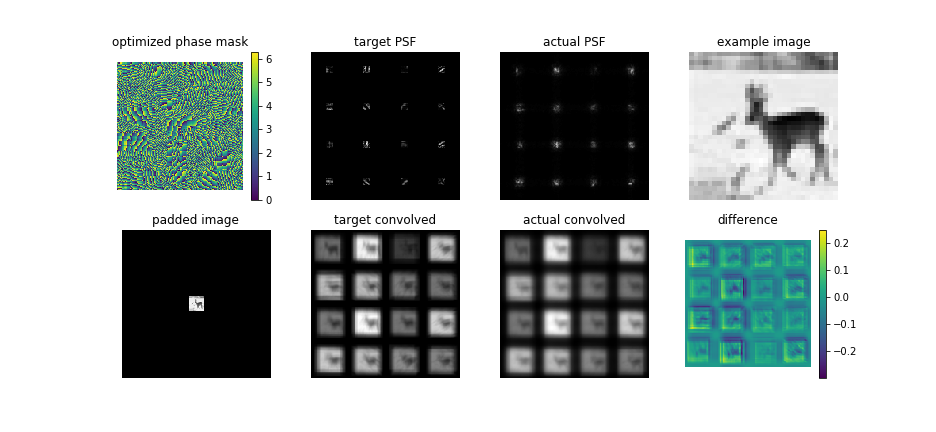 optimized phase mask
target PSF
actual PSF
example image
6
5
4
3
2
1
0
padded image
target convolved
actual convolved
difference
0.2
0.1
0.0
−0.1
−0.2